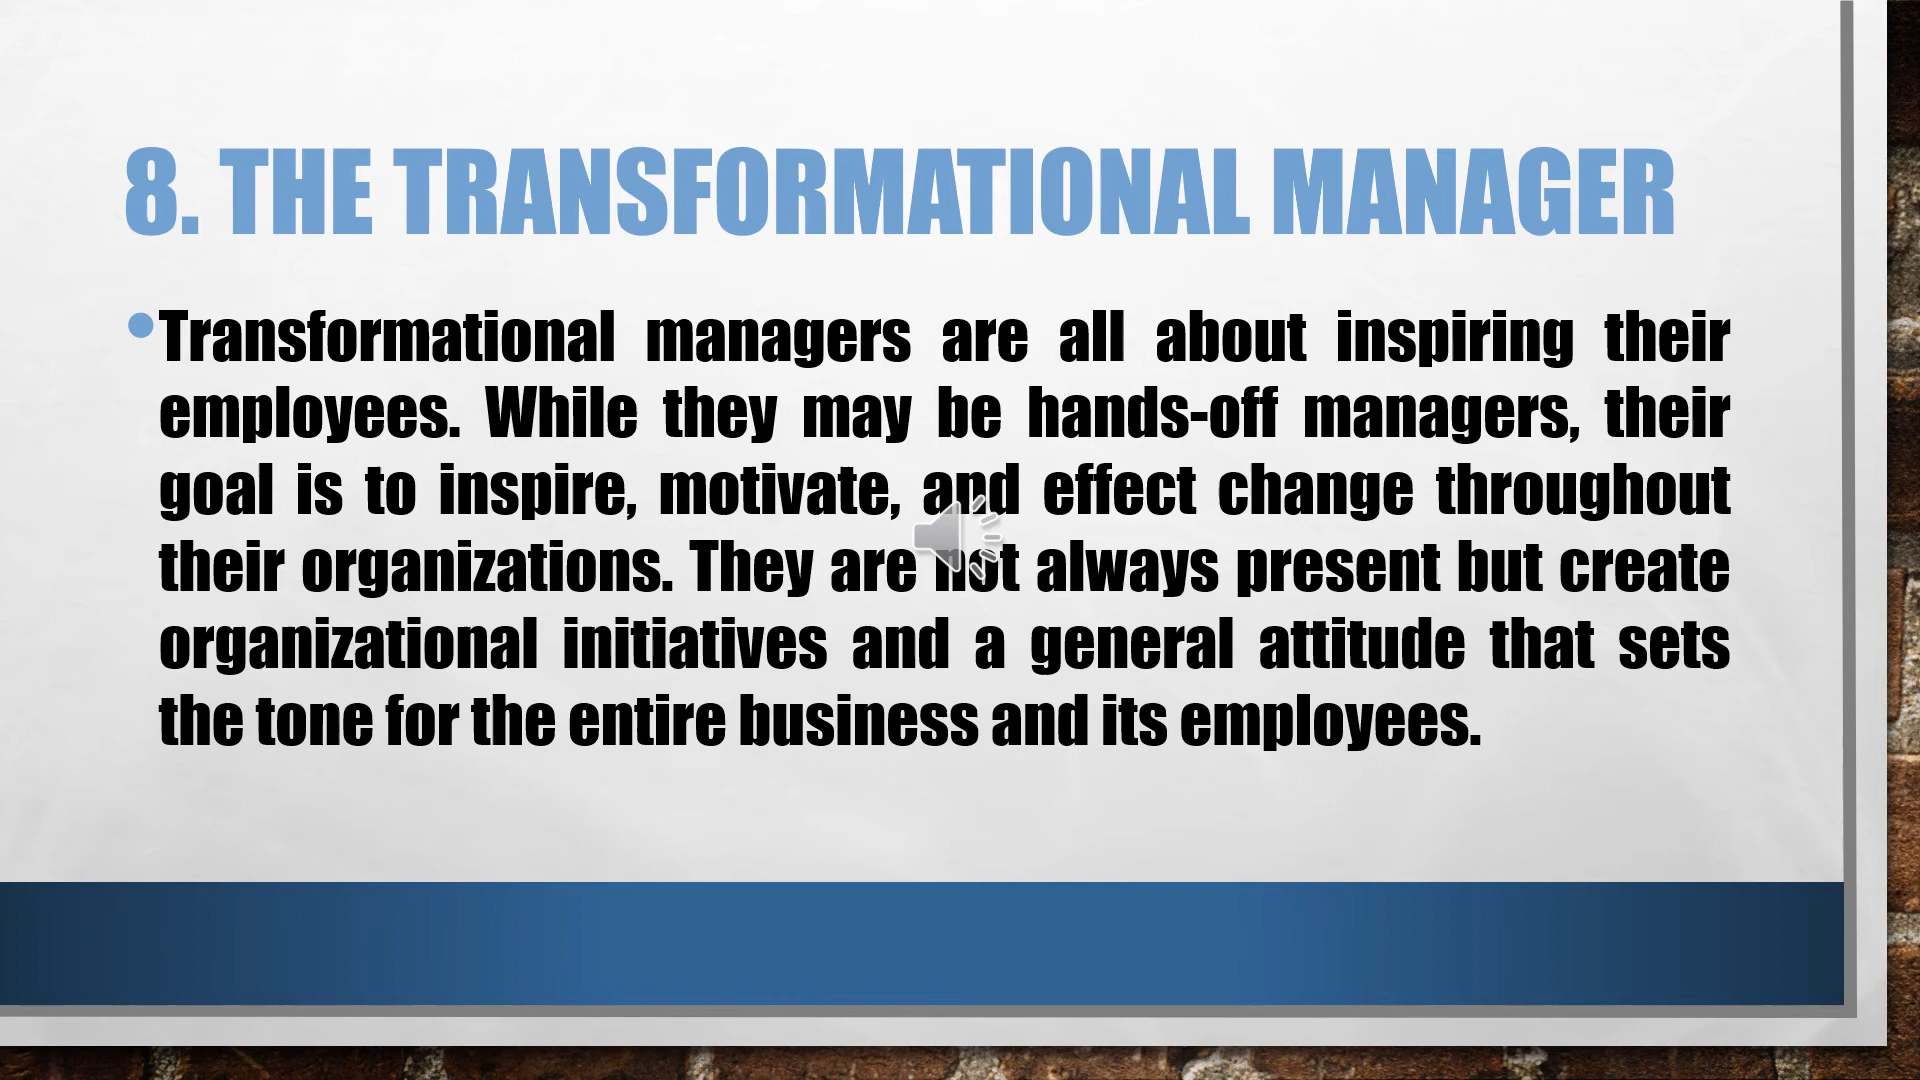 8. THE TRANSFORMATIONAL MANAGER
•Transformational managers are all about inspiring their
employees. While they may be hands-off managers, their
goal is to inspire, motivate, and effect change throughout
their organizations. They are not always present but create
organizational initiatives and a general attitude that sets
the tone for the entire business and its employees.